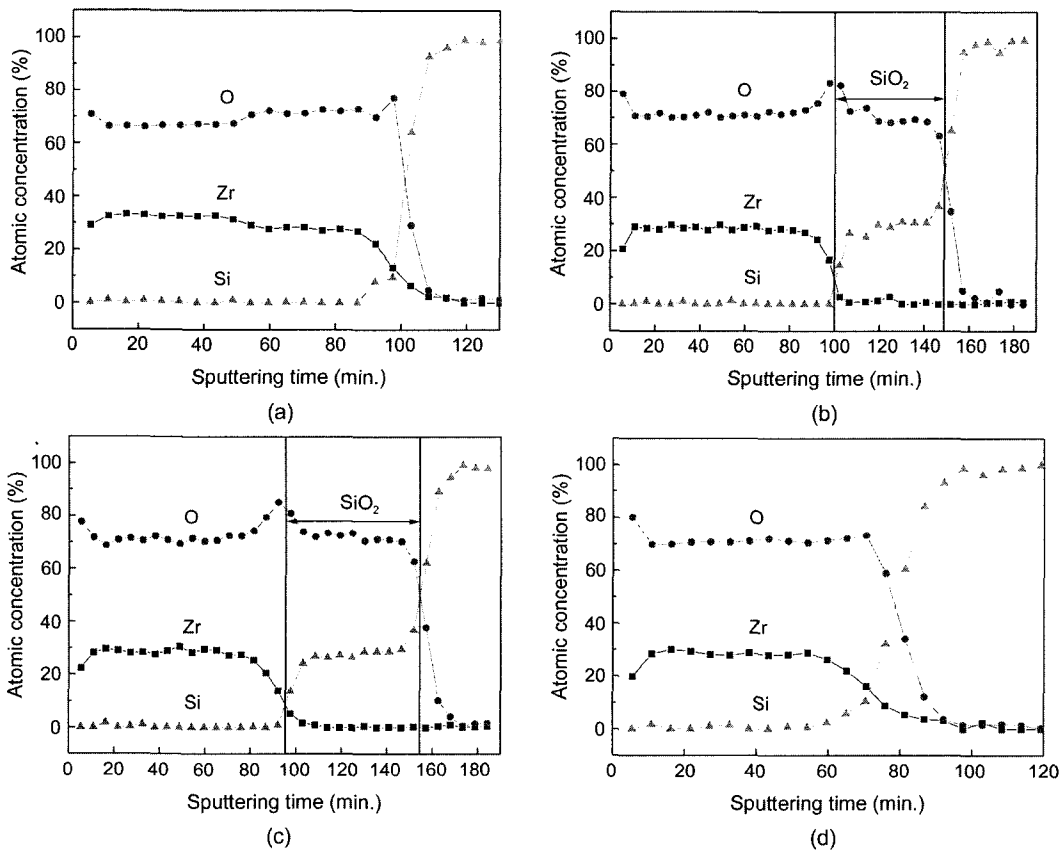 Atomic concentration (%)
100
80
60
40
20
0
O
Zr
Si
0 20 40 60 80 100 120
Sputtering time (min.)
(a)
Atomic concentration (%)
100
80
60
40
20
0
O
SiO₂
Zr
Si
0 20 40 60 80 100 120 140 160 180
Sputtering time (min.)
(b)
Atomic concentration (%)
100
80
60
40
20
0
O
SiO₂
Zr
Si
0 20 40 60 80 100 120 140 160 180
Sputtering time (min.)
(c)
Atomic concentration (%)
100
80
60
40
20
0
O
Zr
Si
0 20 40 60 80 100 120
Sputtering time (min.)
(d)